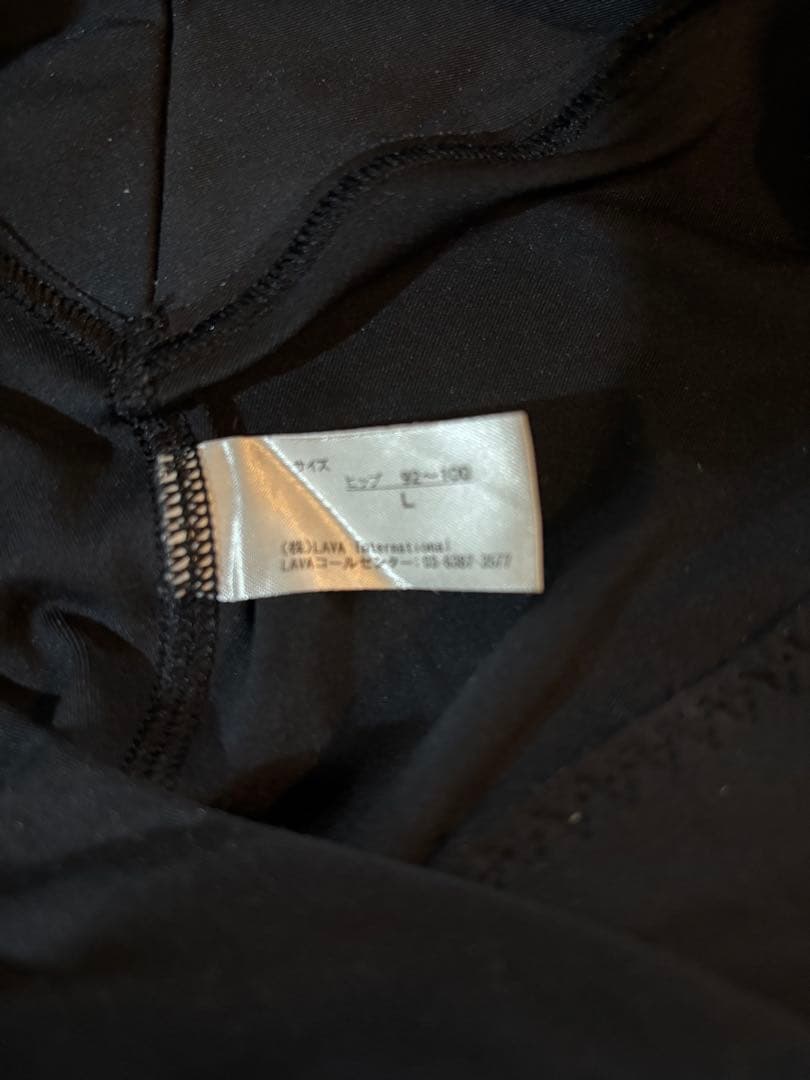 サイズ
ヒップ 92～100
L
(株)LAVA International
LAVAコールセンター:03-6387-3577